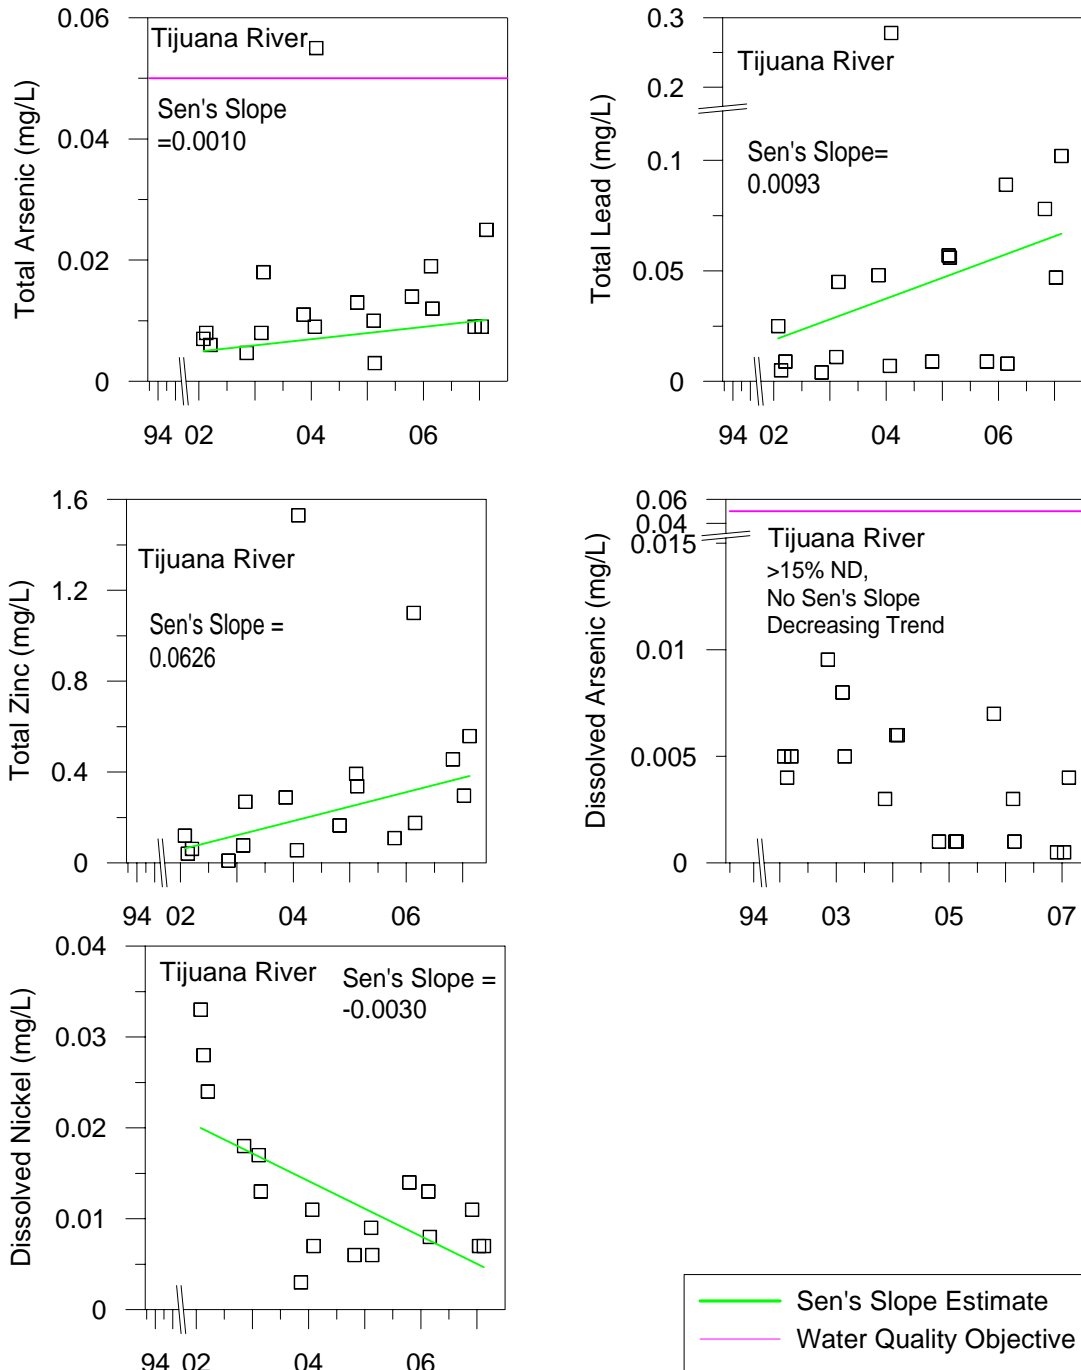 0.06
0.04
0.02
0
Total Arsenic (mg/L)
Tijuana River
Sen's Slope
=0.0010
94 02 04 06
0.3
0.2
0.1
0.05
0
Total Lead (mg/L)
Tijuana River
Sen's Slope=
0.0093
94 02 04 06
1.6
1.2
0.8
0.4
0
Total Zinc (mg/L)
Tijuana River
Sen's Slope =
0.0626
94 02 04 06
0.06
0.04
0.015
0.01
0.005
0
Dissolved Arsenic (mg/L)
Tijuana River
>15% ND,
No Sen's Slope
Decreasing Trend
94 03 05 07
0.04
0.03
0.02
0.01
0
Dissolved Nickel (mg/L)
Tijuana River
Sen's Slope =
-0.0030
94 02 04 06
Sen's Slope Estimate
Water Quality Objective